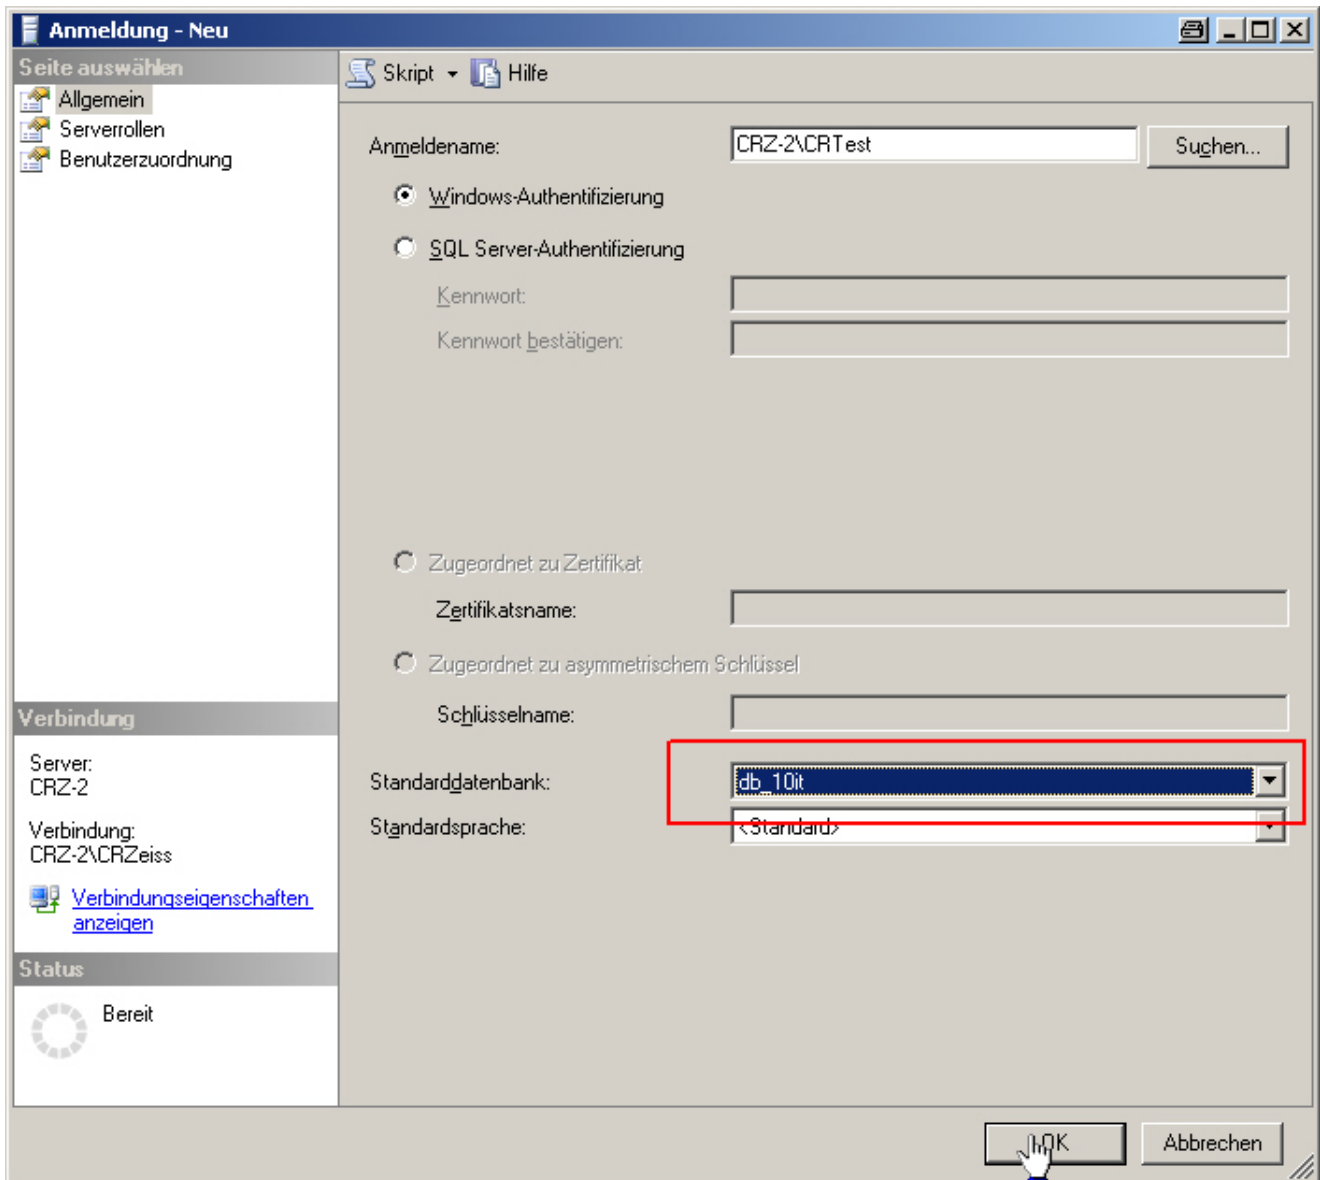 Anmeldung - Neu
Seite auswählen
Allgemein
Serverrollen
Benutzerzuordnung
Skript
Hilfe
Anmeldename:
CRZ-2\CRTest
Suchen...
Windows-Authentifizierung
SQL Server-Authentifizierung
Kennwort:
Kennwort bestätigen:
Zugeordnet zu Zertifikat
Zertifikatsname:
Zugeordnet zu asymmetrischem Schlüssel
Schlüsselname:
Standarddatenbank:
db_10it
Standardsprache:
<Standard>
Verbindung
Server:
CRZ-2
Verbindung:
CRZ-2\CRZeiss
Verbindungseigenschaften
anzeigen
Status
Bereit
OK
Abbrechen